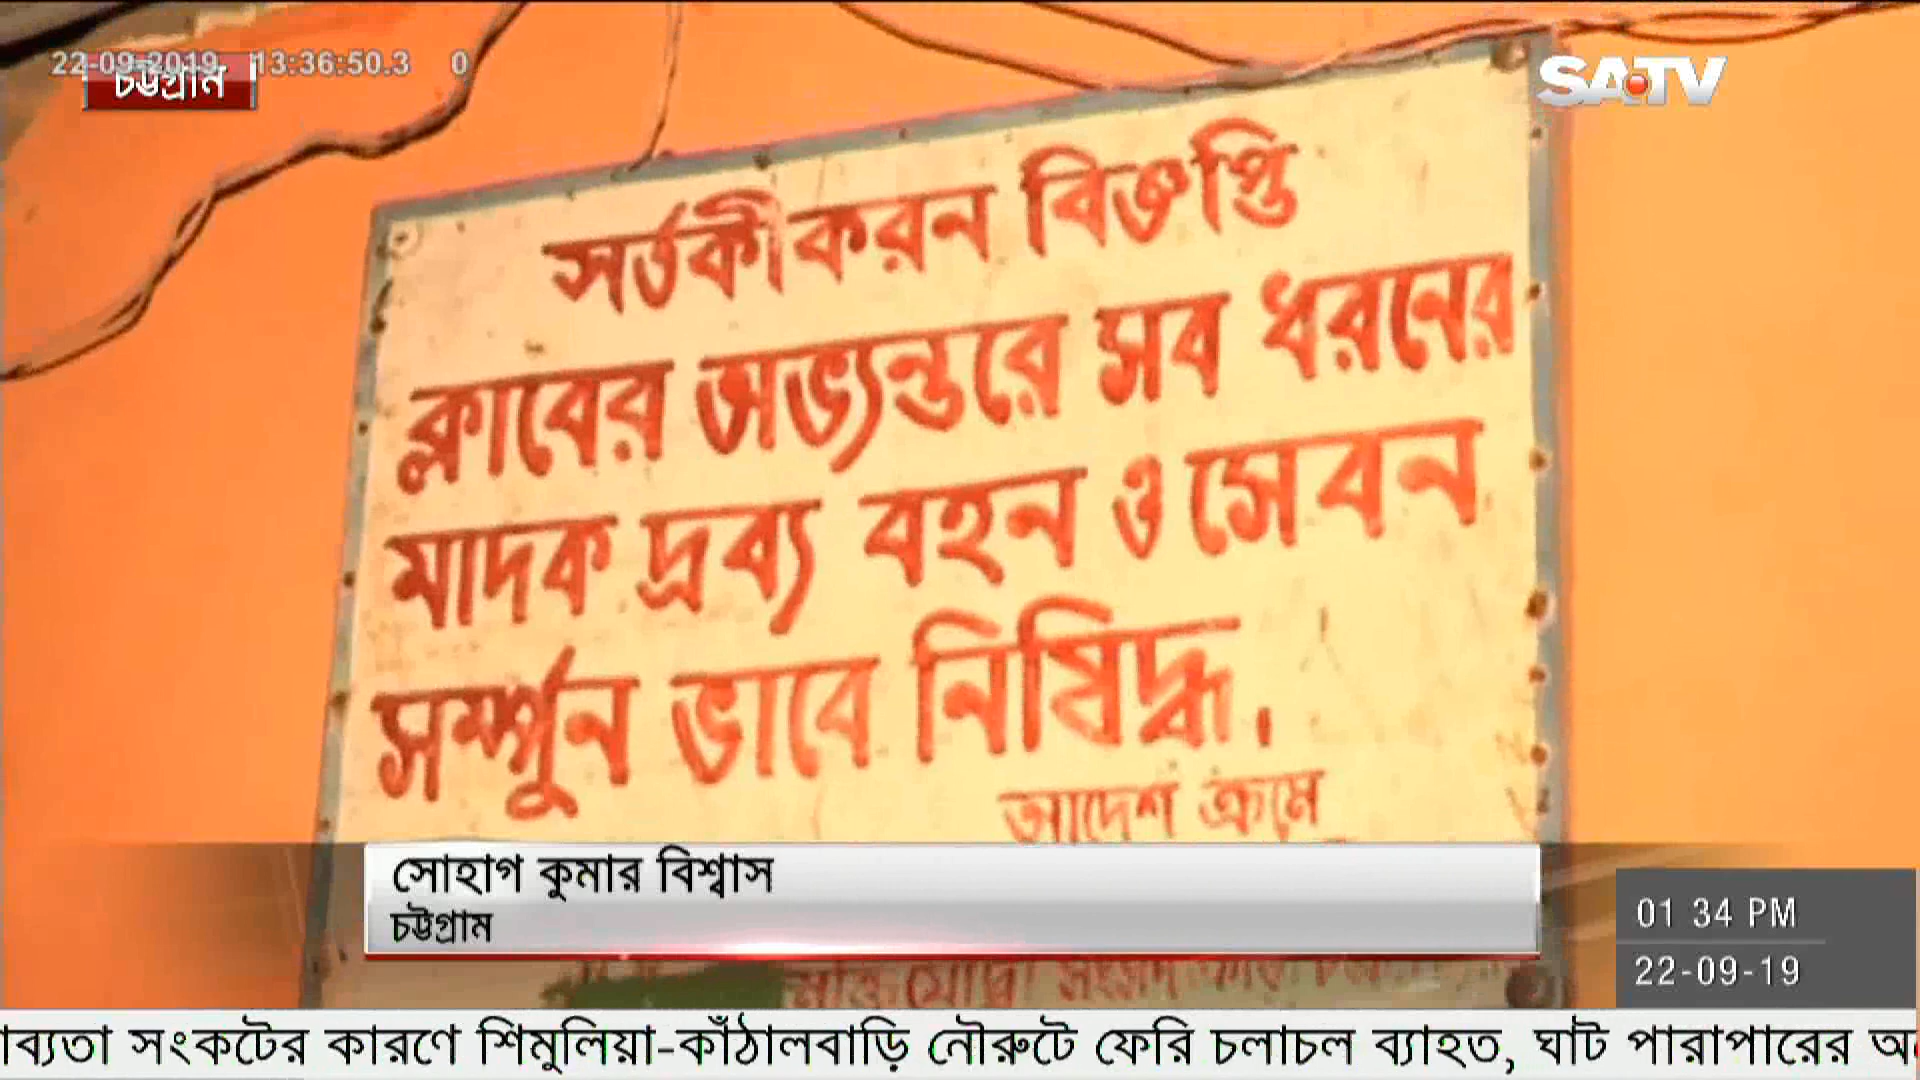 22-09-2019 13:36:50.3 0
চট্টগ্রাম
SATV
সর্তকীকরন বিজ্ঞপ্তি
ক্লাবের অভ্যন্তরে সব ধরনের
মাদক দ্রব্য বহন ও সেবন
সর্ম্পুন ভাবে নিষিদ্ধ।
আদেশ ক্রমে
সোহাগ কুমার বিশ্বাস
চট্টগ্রাম
01 34 PM
22-09-19
সংকটের কারণে শিমুলিয়া-কাঁঠালবাড়ি নৌরুটে ফেরি চলাচল ব্যাহত, ঘাট পারাপারের